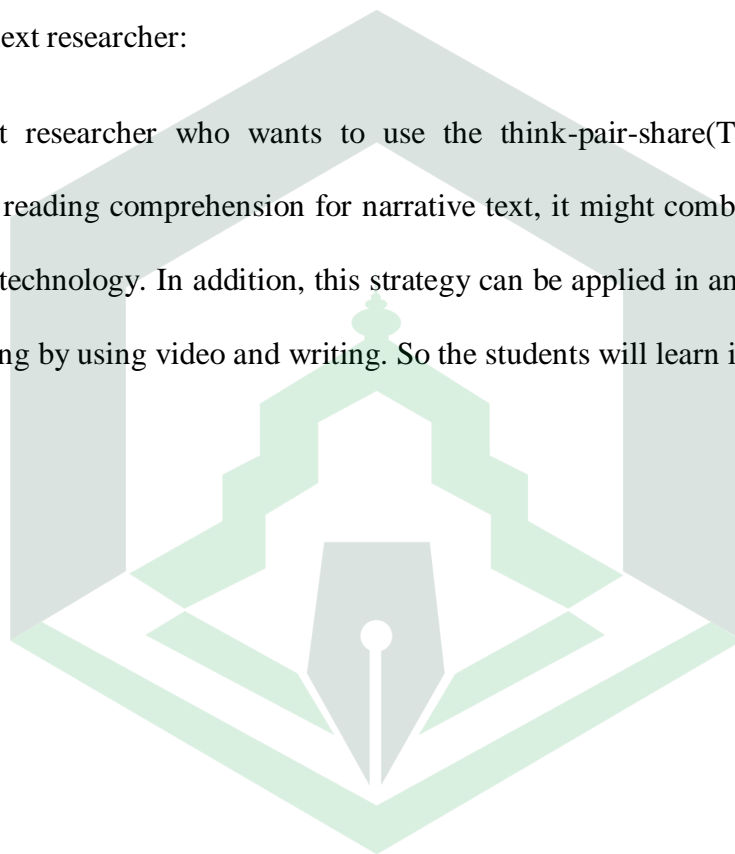 ext researcher:
t researcher who wants to use the think-pair-share(T
reading comprehension for narrative text, it might comb
technology. In addition, this strategy can be applied in an
ng by using video and writing. So the students will learn i